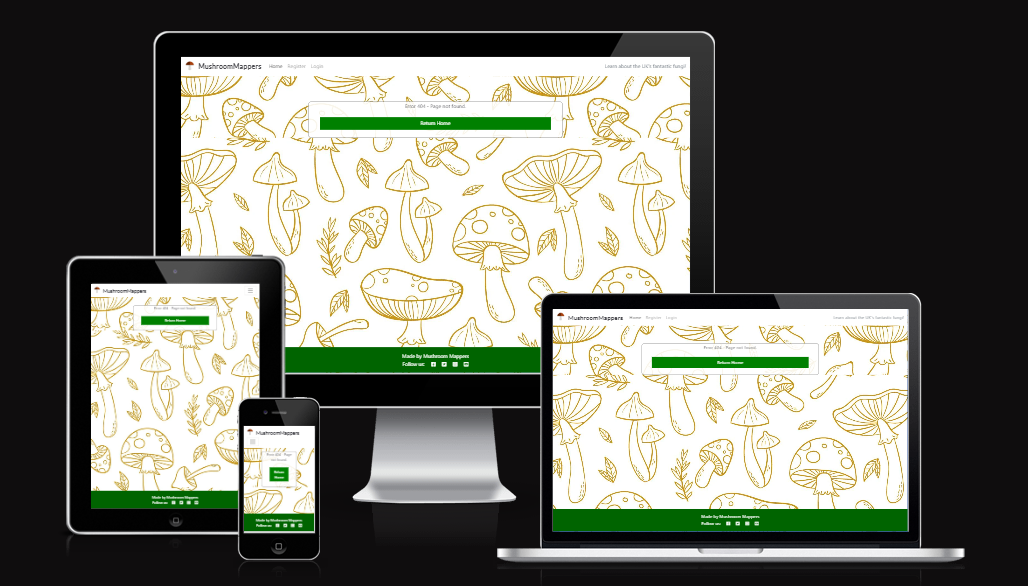 MushroomMappers Home Register Login Learn about the UK's fantastic fungi!
Error 404 - Page not found
Return Home
Made by Mushroom Mappers
Follow us:
MushroomMappers
Error 404 - Page not found
Return Home
Made by Mushroom Mappers
Follow us:
MushroomMappers
Error 404 - Page
not found
Return
Home
Made by Mushroom Mappers
Follow us:
MushroomMappers Home Register Login Learn about the UK's fantastic fungi!
Error 404 - Page not found
Return Home
Made by Mushroom Mappers
Follow us: